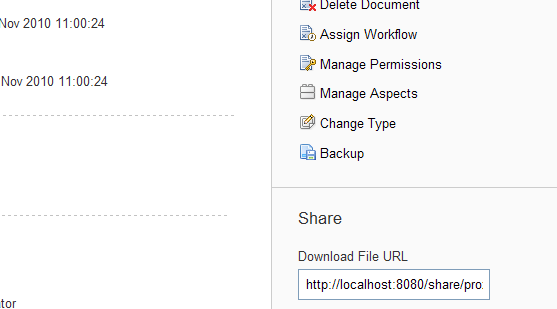 Nov 2010 11:00:24
Nov 2010 11:00:24
Delete Document
Assign Workflow
Manage Permissions
Manage Aspects
Change Type
Backup
Share
Download File URL
http://localhost:8080/share/pro